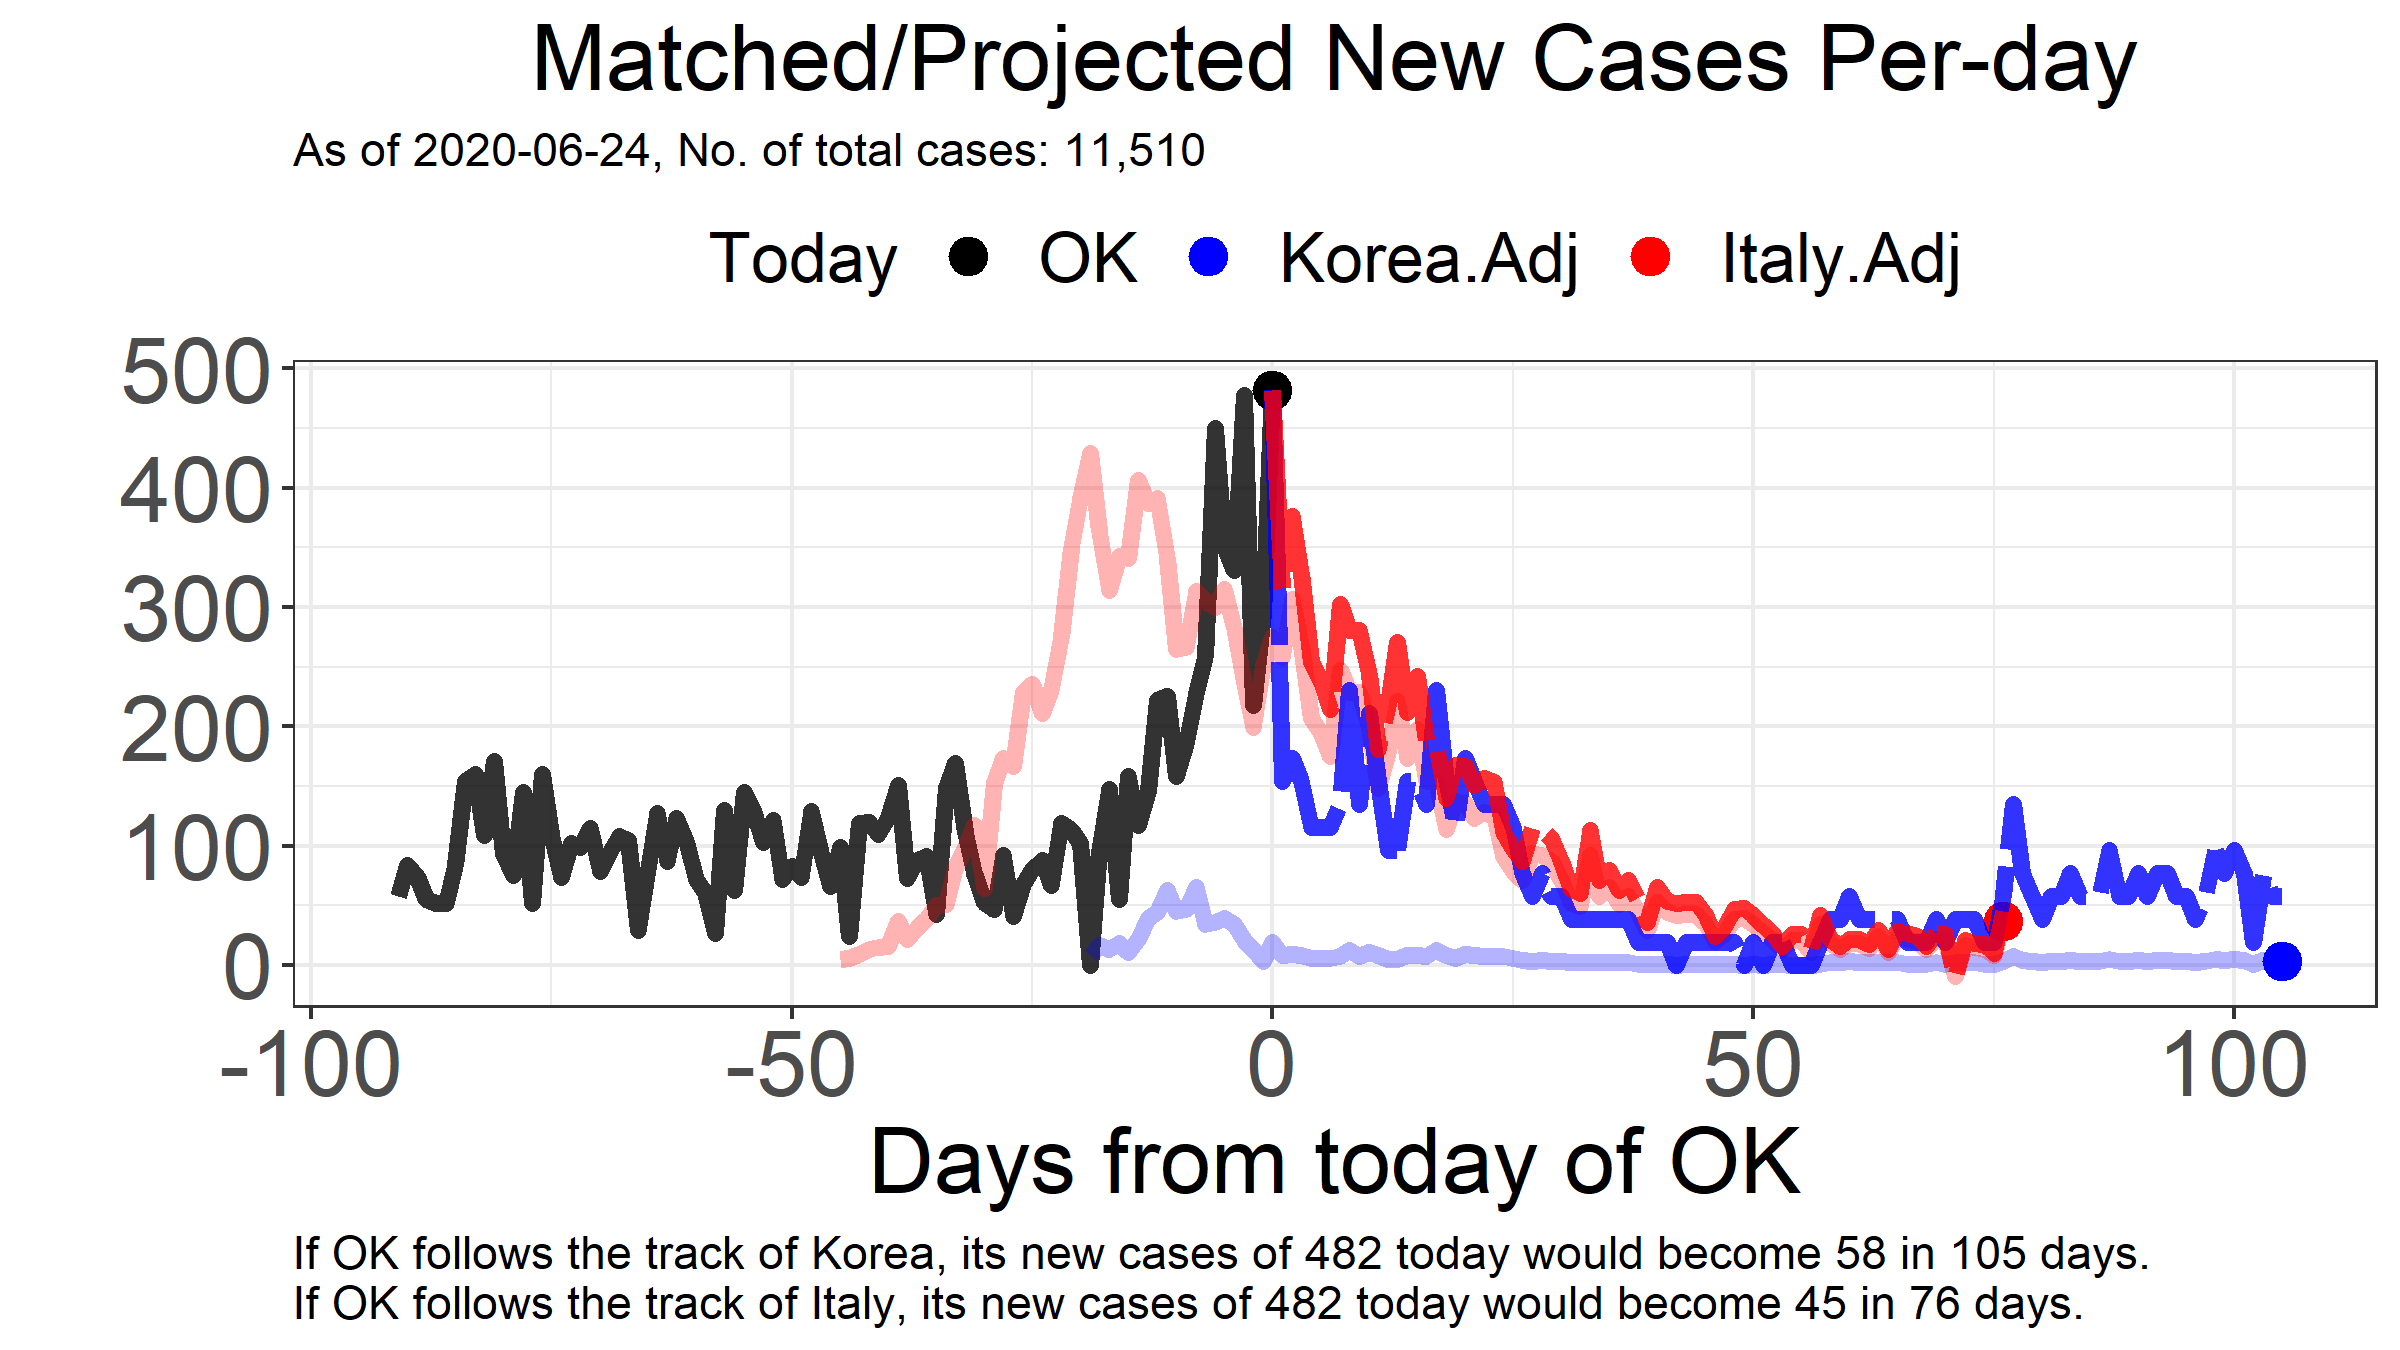 Matched/Projected New Cases Per-day
As of 2020-06-24, No. of total cases: 11,510
Today OK Korea.Adj Italy.Adj
500
400
300
200
100
0
-100 -50 0 50 100
Days from today of OK
If OK follows the track of Korea, its new cases of 482 today would become 58 in 105 days.
If OK follows the track of Italy, its new cases of 482 today would become 45 in 76 days.